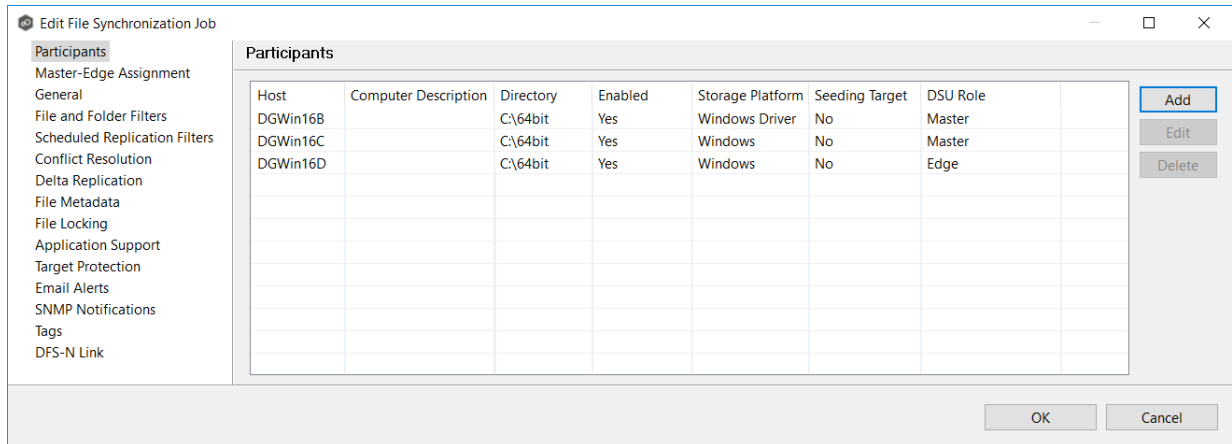 Edit File Synchronization Job
Participants
Master-Edge Assignment
General
File and Folder Filters
Scheduled Replication Filters
Conflict Resolution
Delta Replication
File Metadata
File Locking
Application Support
Target Protection
Email Alerts
SNMP Notifications
Tags
DFS-N Link
Participants
Host Computer Description Directory Enabled Storage Platform Seeding Target DSU Role
DGWin16B C:\64bit Yes Windows Driver No Master
DGWin16C C:\64bit Yes Windows No Master
DGWin16D C:\64bit Yes Windows No Edge
Add
Edit
Delete
OK Cancel